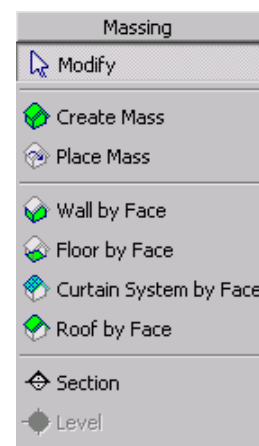 Massing
Modify
Create Mass
Place Mass
Wall by Face
Floor by Face
Curtain System by Face
Roof by Face
Section
Level